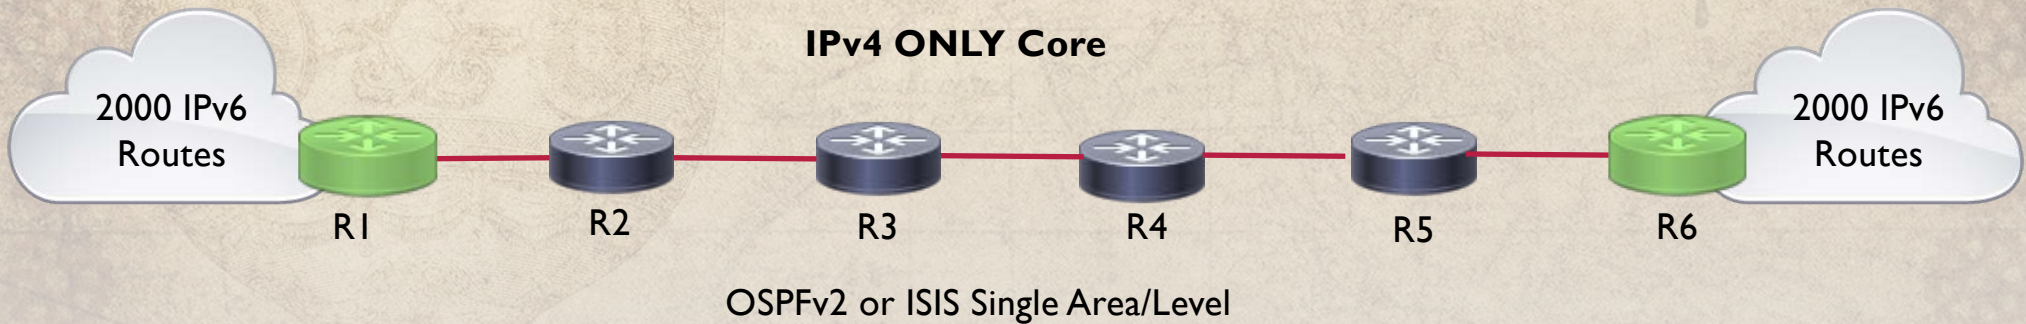 IPv4 ONLY Core
2000 IPv6
Routes
2000 IPv6
Routes
R1
R2
R3
R4
R5
R6
OSPFv2 or ISIS Single Area/Level